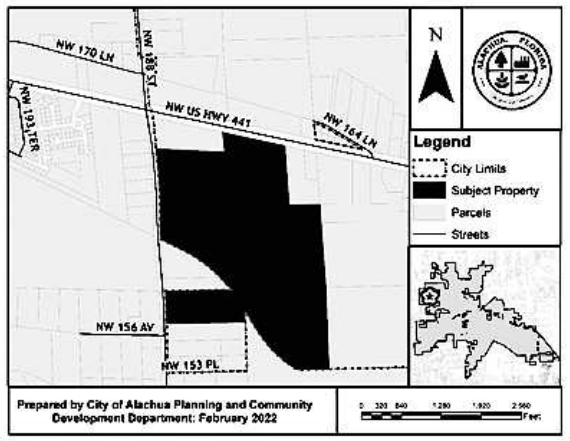 NW 170 LN
NW 188 ST
NW 193 TER
NW US HWY 441
NW 164 LN
NW 156 AV
NW 153 PL
N
ALACHUA, FLORIDA
Legend
City Limits
Subject Property
Parcels
Streets
Prepared by City of Alachua Planning and Community
Development Department: February 2022
0 320 640 1,280 1,920 2,560
Feet